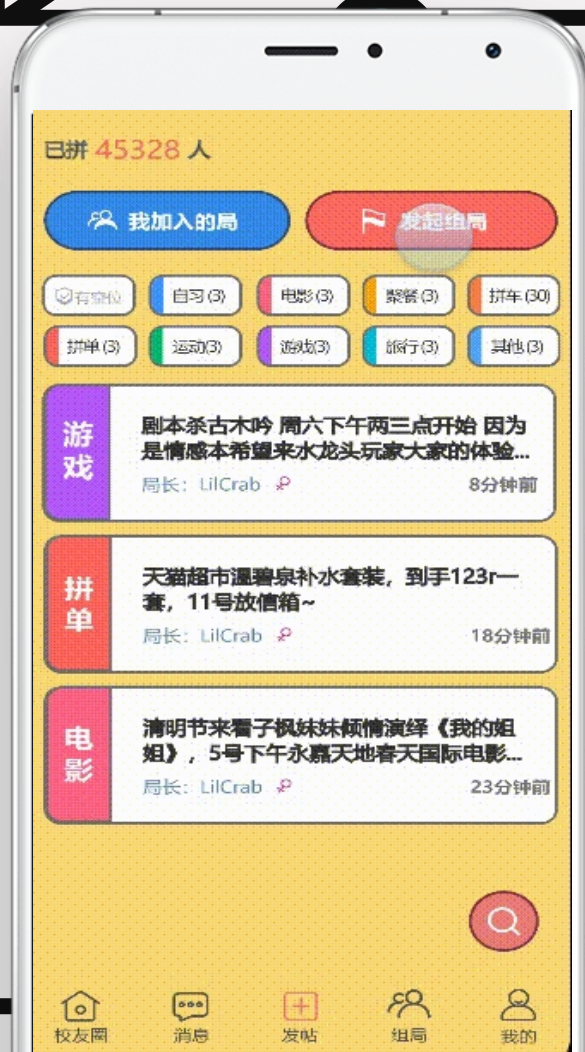 已拼 45328 人
我加入的局 发起组局
有空位 自习(3) 电影(3) 聚餐(3) 拼车(30)
拼单(3) 运动(3) 游戏(3) 旅行(3) 其他(3)
游戏
剧本杀古木吟 周六下午两三点开始 因为
是情感本希望来水龙头玩家大家的体验...
局长：LilCrab 8分钟前
拼单
天猫超市温碧泉补水套装，到手123r一
套，11号放信箱~
局长：LilCrab 18分钟前
电影
清明节来看子枫妹妹倾情演绎《我的姐
姐》，5号下午永嘉天地春天国际电影...
局长：LilCrab 23分钟前
校友圈 消息 发帖 组局 我的